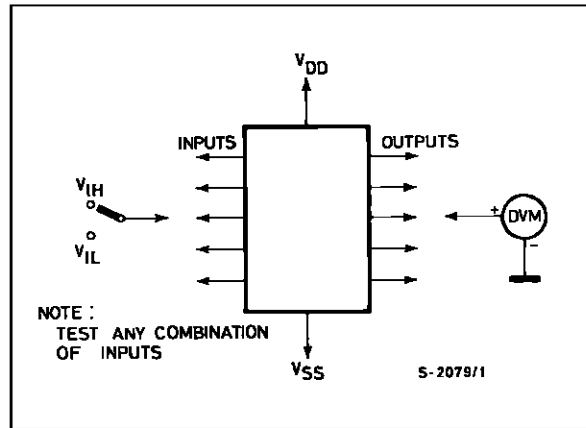 VDD
INPUTS
OUTPUTS
VIH
VIL
+
DVM
-
NOTE :
TEST ANY COMBINATION
OF INPUTS
VSS
S-2079/1